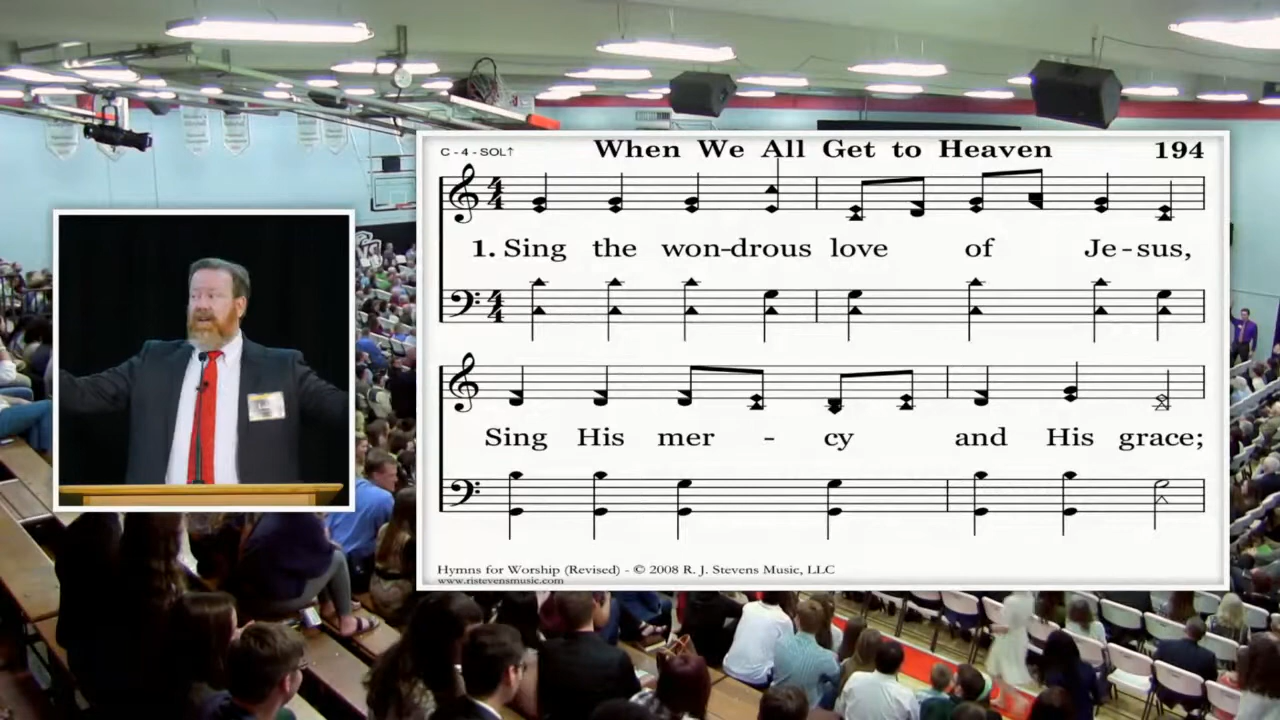 C - 4 - SOL↑
When We All Get to Heaven
194
1. Sing the won-drous love of Je-sus,
Sing His mer - cy and His grace;
Hymns for Worship (Revised) - © 2008 R. J. Stevens Music, LLC
www.rjstevensmusic.com